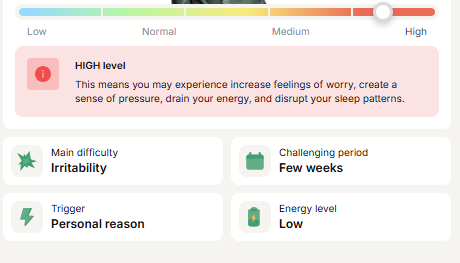 Low Normal Medium High
HIGH level
This means you may experience increase feelings of worry, create a
sense of pressure, drain your energy, and disrupt your sleep patterns.
Main difficulty
Irritability
Challenging period
Few weeks
Trigger
Personal reason
Energy level
Low